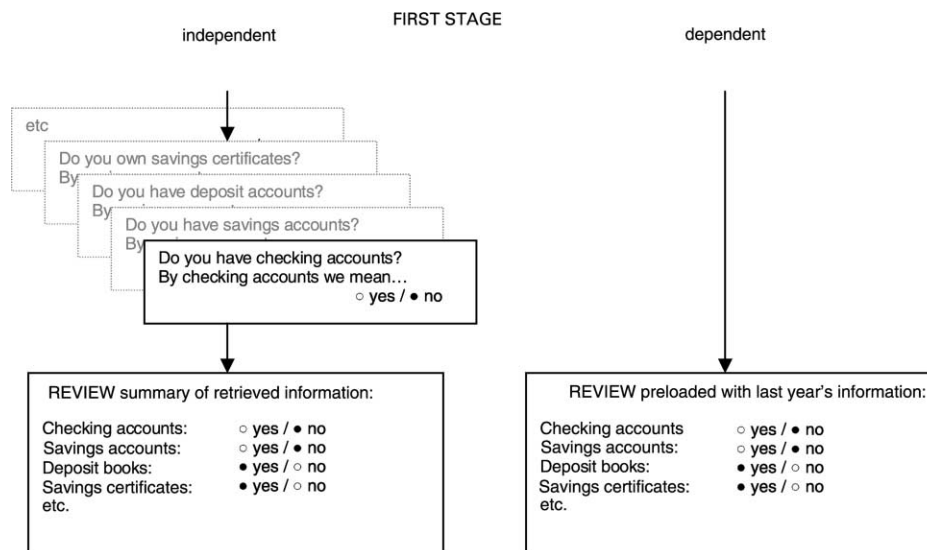 FIRST STAGE
independent
dependent
etc
Do you own savings certificates?
By
Do you have deposit accounts?
By
Do you have savings accounts?
By
Do you have checking accounts?
By checking accounts we mean…
○ yes / ● no
REVIEW summary of retrieved information:
Checking accounts: ○ yes / ● no
Savings accounts: ○ yes / ● no
Deposit books: ● yes / ○ no
Savings certificates: ● yes / ○ no
etc.
REVIEW preloaded with last year's information:
Checking accounts ○ yes / ● no
Savings accounts: ○ yes / ● no
Deposit books: ● yes / ○ no
Savings certificates: ● yes / ○ no
etc.